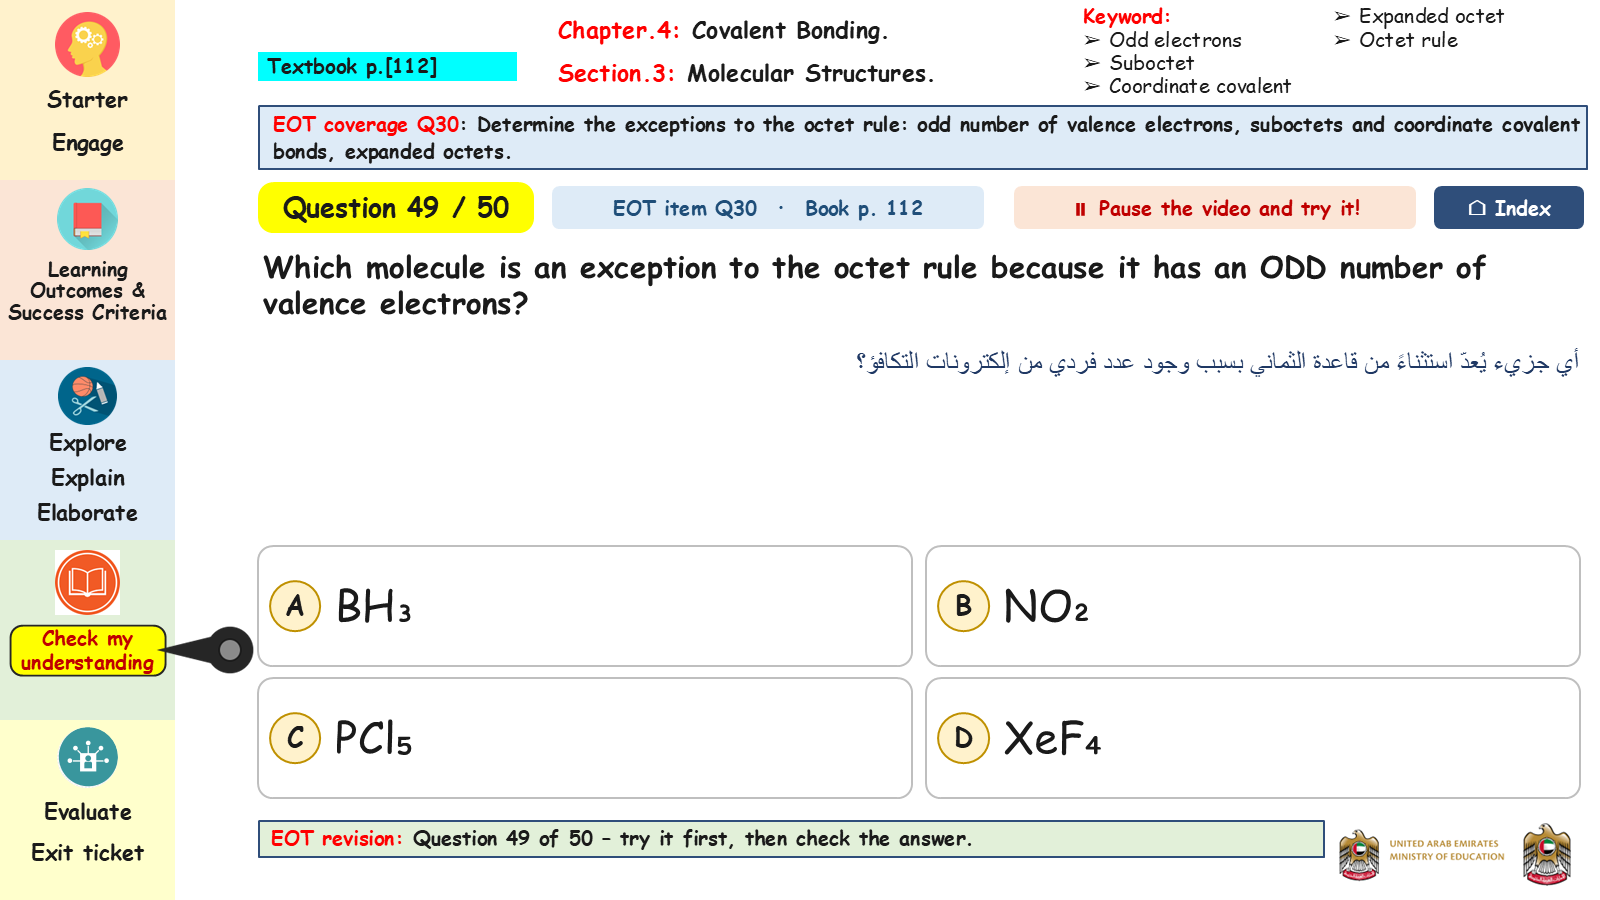 Starter
Engage
Learning
Outcomes &
Success Criteria
Explore
Explain
Elaborate
Check my
understanding
Evaluate
Exit ticket
Textbook p.[112]
Chapter.4: Covalent Bonding.
Section.3: Molecular Structures.
Keyword:
➢ Odd electrons
➢ Suboctet
➢ Coordinate covalent
➢ Expanded octet
➢ Octet rule
EOT coverage Q30: Determine the exceptions to the octet rule: odd number of valence electrons, suboctets and coordinate covalent
bonds, expanded octets.
Question 49 / 50
EOT item Q30 · Book p. 112
⏸ Pause the video and try it!
⌂ Index
Which molecule is an exception to the octet rule because it has an ODD number of
valence electrons?
أي جزيء يُعدّ استثناءً من قاعدة الثماني بسبب وجود عدد فردي من إلكترونات التكافؤ؟
A BH₃
B NO₂
C PCl₅
D XeF₄
EOT revision: Question 49 of 50 – try it first, then check the answer.
UNITED ARAB EMIRATES
MINISTRY OF EDUCATION